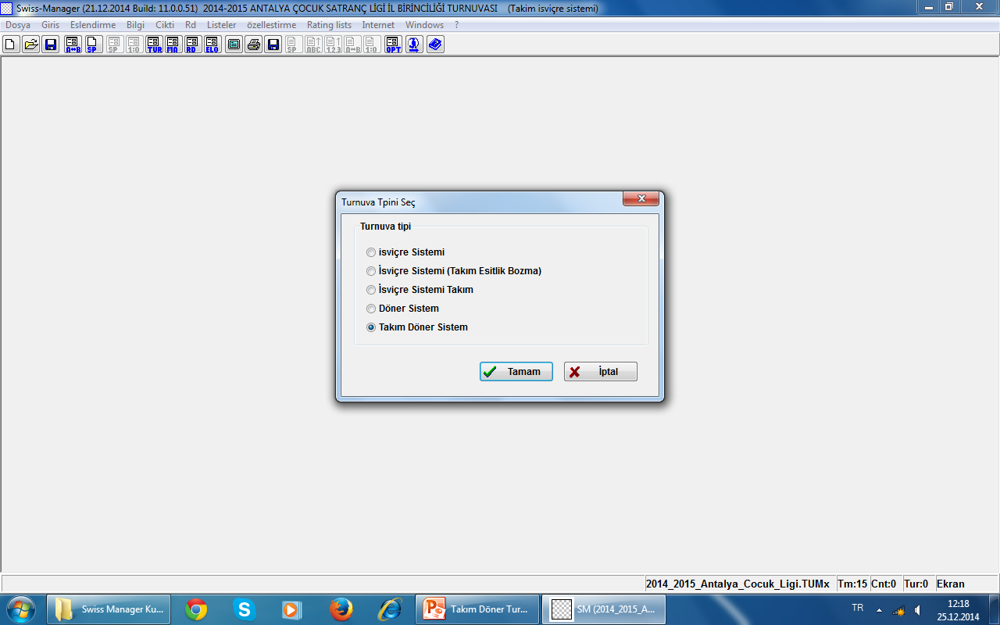 Swiss-Manager (21.12.2014 Build: 11.0.0.51) 2014-2015 ANTALYA ÇOCUK SATRANÇ LİGİ İL BİRİNCİLİĞİ TURNUVASI (Takim isviçre sistemi)
Dosya Giris Eslendirme Bilgi Cikti Rd Listeler özellestirme Rating lists Internet Windows ?
A↔B SP SP 1:0 TUR MA RD ELO SP ABC 1.2.3 A↔B 1:0 OPT
Turnuva Tpini Seç
Turnuva tipi
isviçre Sistemi
İsviçre Sistemi (Takım Esitlik Bozma)
İsviçre Sistemi Takım
Döner Sistem
Takım Döner Sistem
Tamam İptal
2014_2015_Antalya_Cocuk_Ligi.TUMx Tm:15 Cnt:0 Tur:0 Ekran
Swiss Manager Ku... Takım Döner Tur... SM (2014_2015_A... TR 12:18
25.12.2014